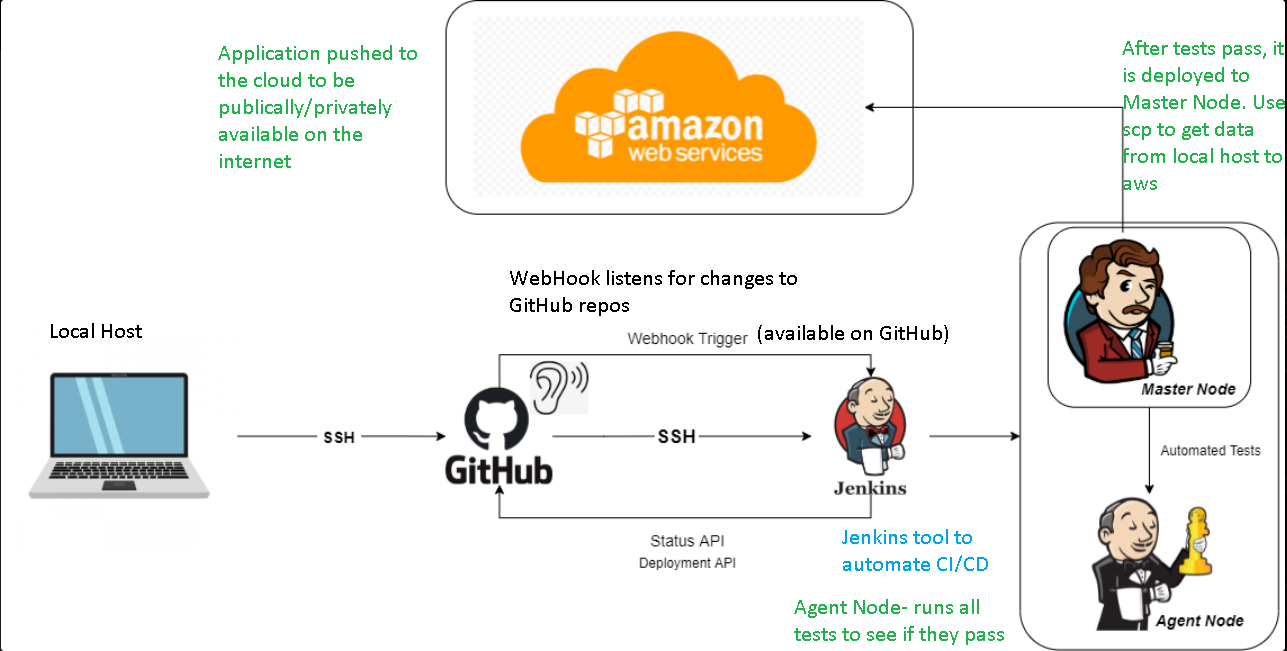 Application pushed to
the cloud to be
publically/privately
available on the
internet
amazon
web services
After tests pass, it
is deployed to
Master Node. Use
scp to get data
from local host to
aws
WebHook listens for changes to
GitHub repos
Local Host
Webhook Trigger
(available on GitHub)
Master Node
SSH
SSH
GitHub
Jenkins
Automated Tests
Status API
Deployment API
Jenkins tool to
automate CI/CD
Agent Node- runs all
tests to see if they pass
Agent Node